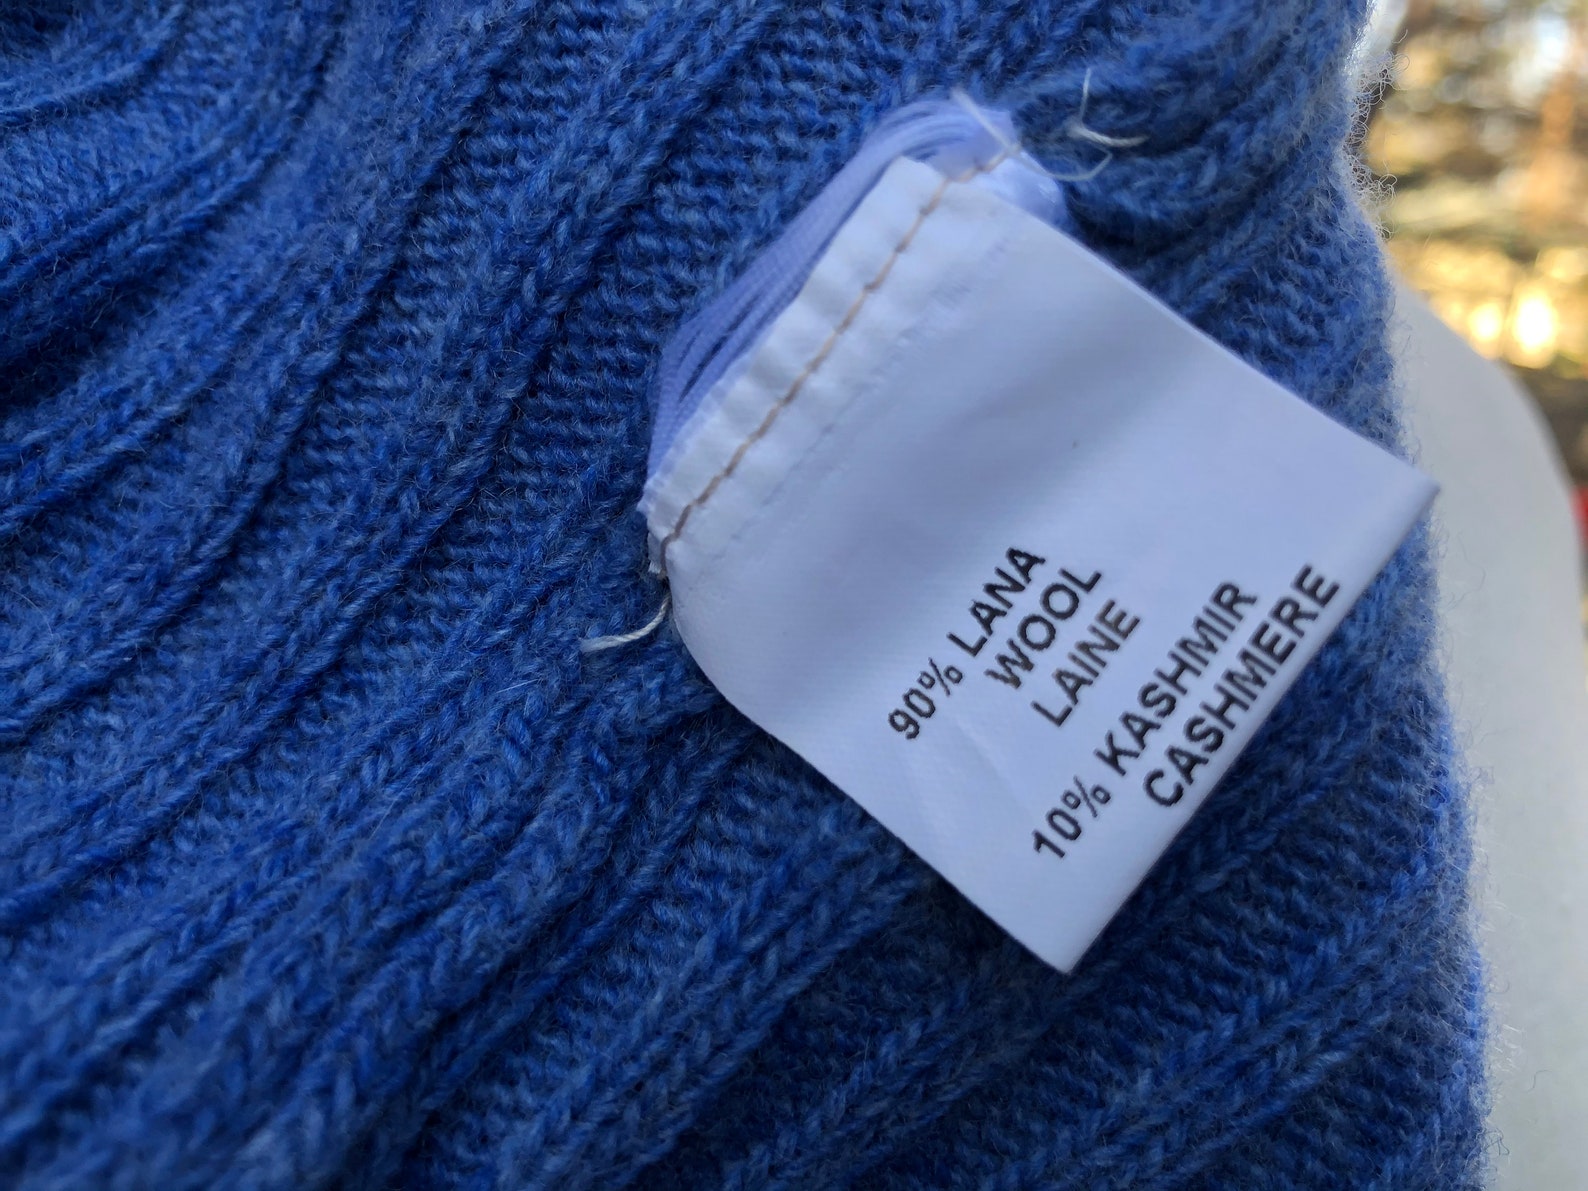 90% LANA
WOOL
LAINE
10% KASHMIR
CASHMERE